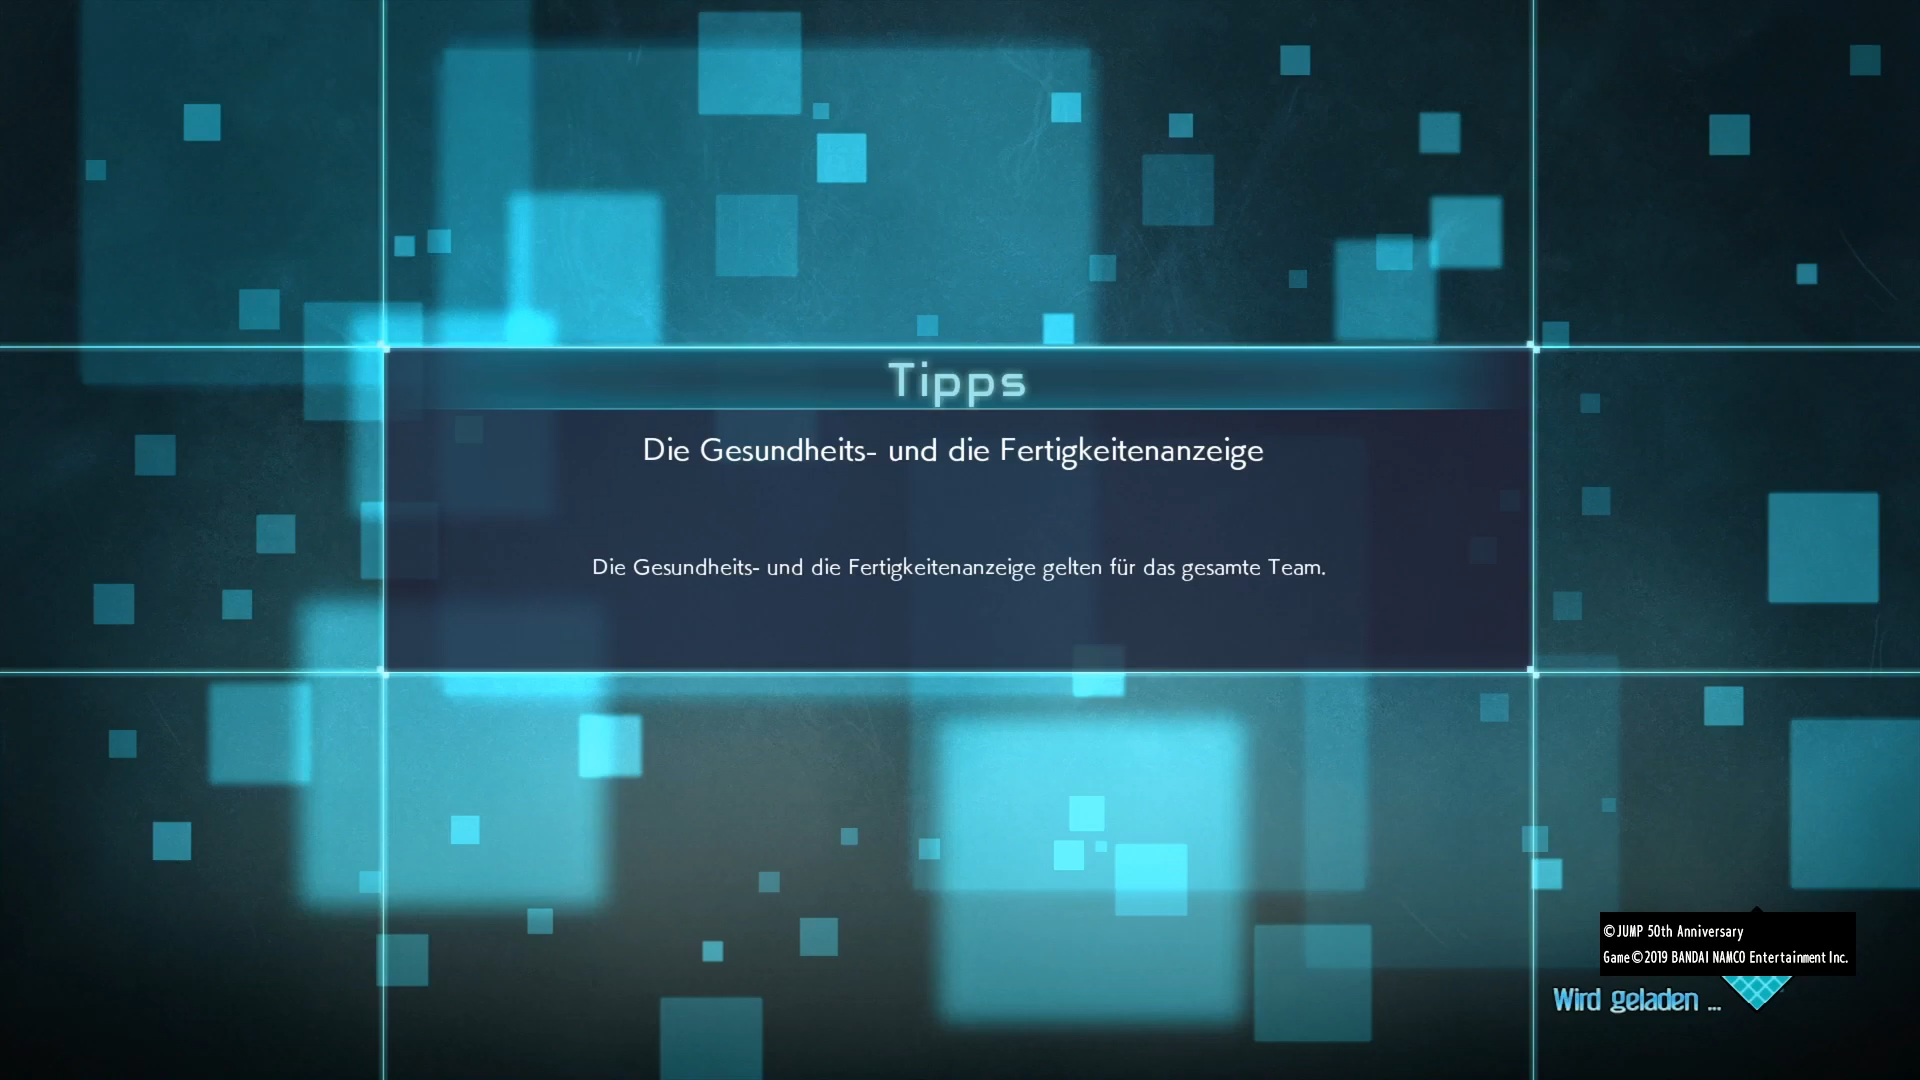 Tipps
Die Gesundheits- und die Fertigkeitenanzeige
Die Gesundheits- und die Fertigkeitenanzeige gelten für das gesamte Team.
©JUMP 50th Anniversary
Game©2019 BANDAI NAMCO Entertainment Inc.
Wird geladen ...